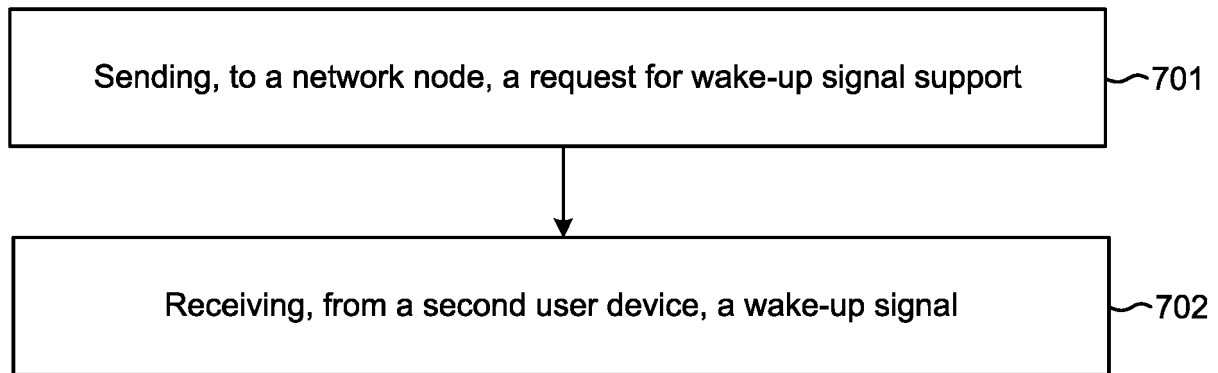 Sending, to a network node, a request for wake-up signal support
701
Receiving, from a second user device, a wake-up signal
702